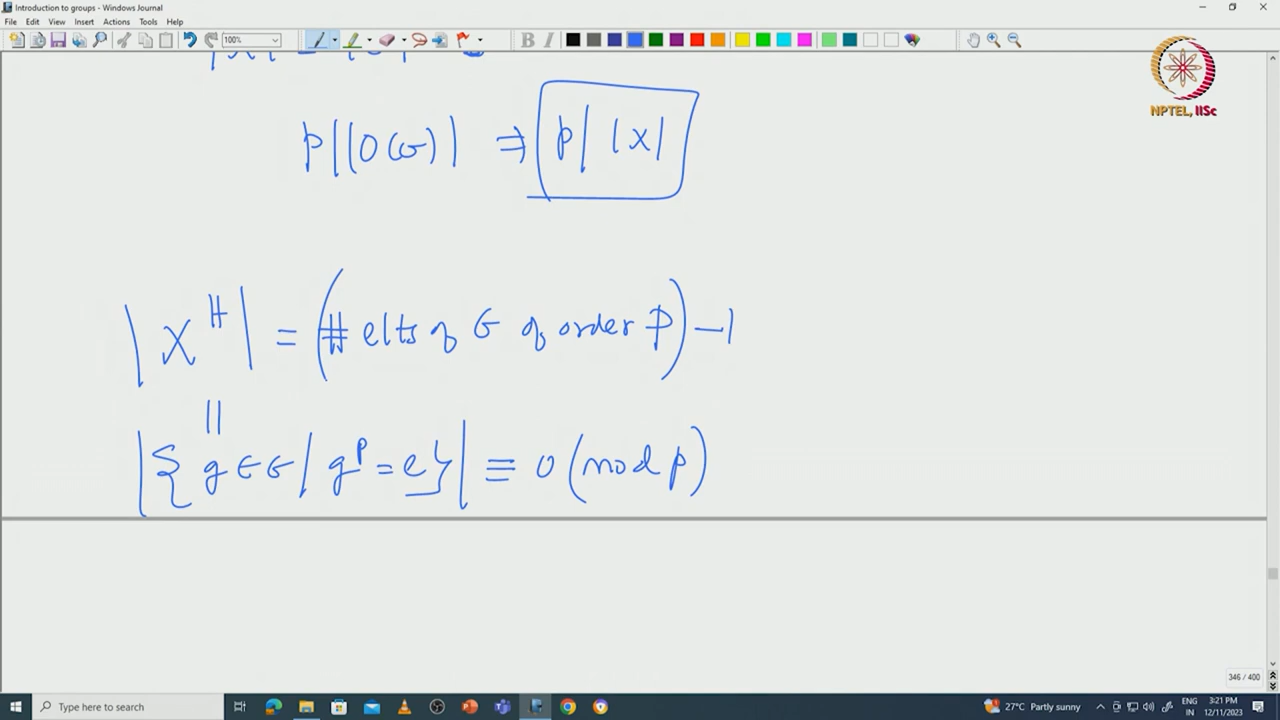 Introduction to groups - Windows Journal
File Edit View Insert Actions Tools Help
100%
NPTEL, IISc
p | |O(G)| ⇒ p | |X|
|X^H| = (# elts of G of order p) -1
||
|{g ∈ G | g^p = e}| ≡ 0 (mod p)
346 / 400
Type here to search
27°C Partly sunny
ENG
IN
3:21 PM
12/11/2023